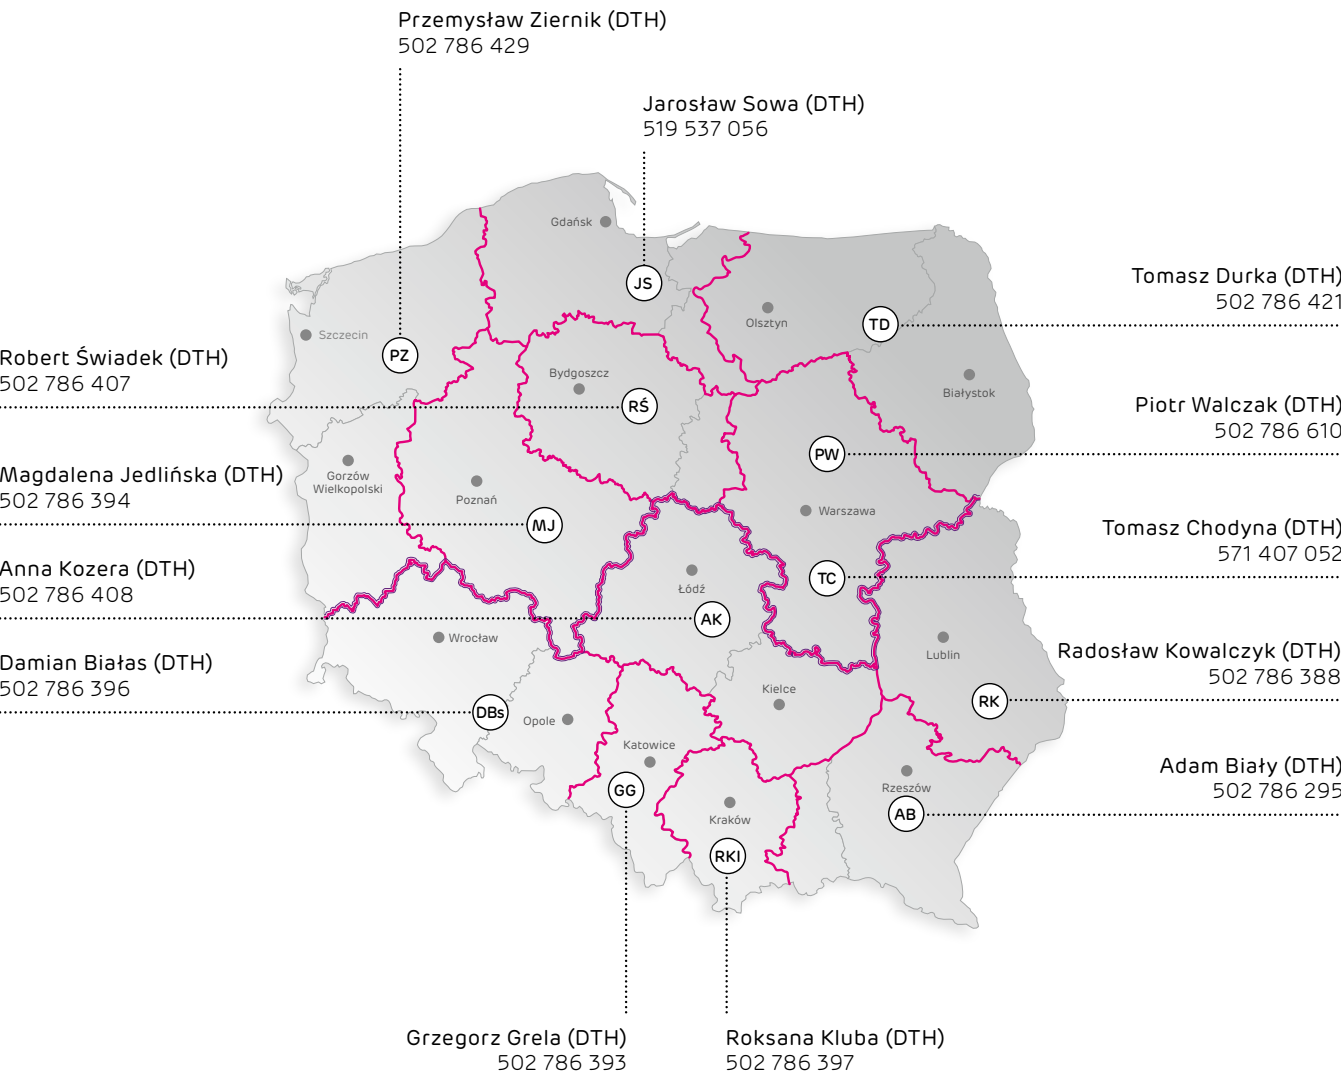 Przemysław Ziernik (DTH)
502 786 429
Jarosław Sowa (DTH)
519 537 056
Gdańsk
JS
Tomasz Durka (DTH)
502 786 421
Olsztyn
TD
Szczecin
PZ
Robert Świadek (DTH)
502 786 407
Bydgoszcz
RŚ
Białystok
Piotr Walczak (DTH)
502 786 610
PW
Magdalena Jedlińska (DTH)
502 786 394
Gorzów
Wielkopolski
Poznań
MJ
Warszawa
Tomasz Chodyna (DTH)
571 407 052
TC
Anna Kozera (DTH)
502 786 408
Łódź
AK
Wrocław
Lublin
Radosław Kowalczyk (DTH)
502 786 388
RK
Damian Białas (DTH)
502 786 396
DBs
Opole
Kielce
Katowice
GG
Adam Biały (DTH)
502 786 295
Rzeszów
AB
Kraków
RKl
Grzegorz Grela (DTH)
502 786 393
Roksana Kluba (DTH)
502 786 397